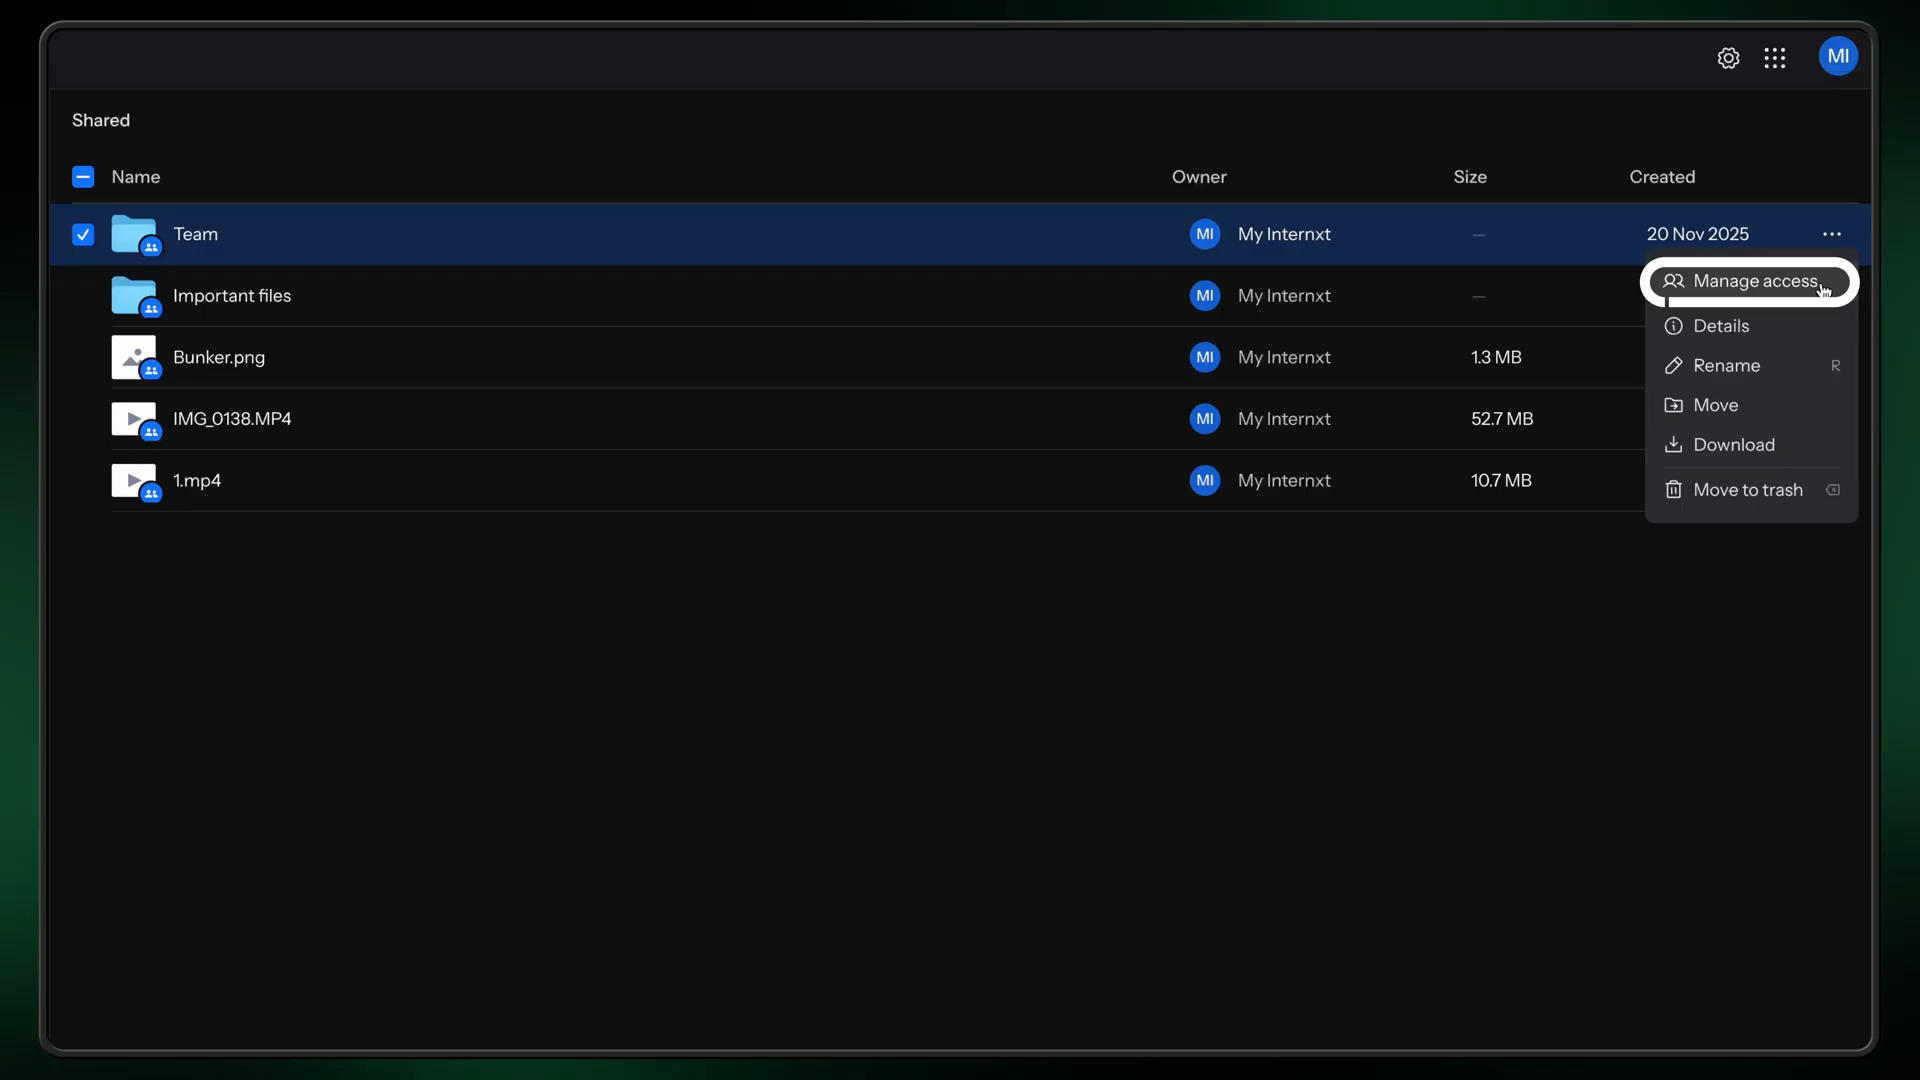 MI
Shared
Name Owner Size Created
Team MI My Internxt — 20 Nov 2025 ...
Manage access
Important files MI My Internxt —
Details
Bunker.png MI My Internxt 1.3 MB
Rename R
Move
IMG_0138.MP4 MI My Internxt 52.7 MB
Download
1.mp4 MI My Internxt 10.7 MB
Move to trash